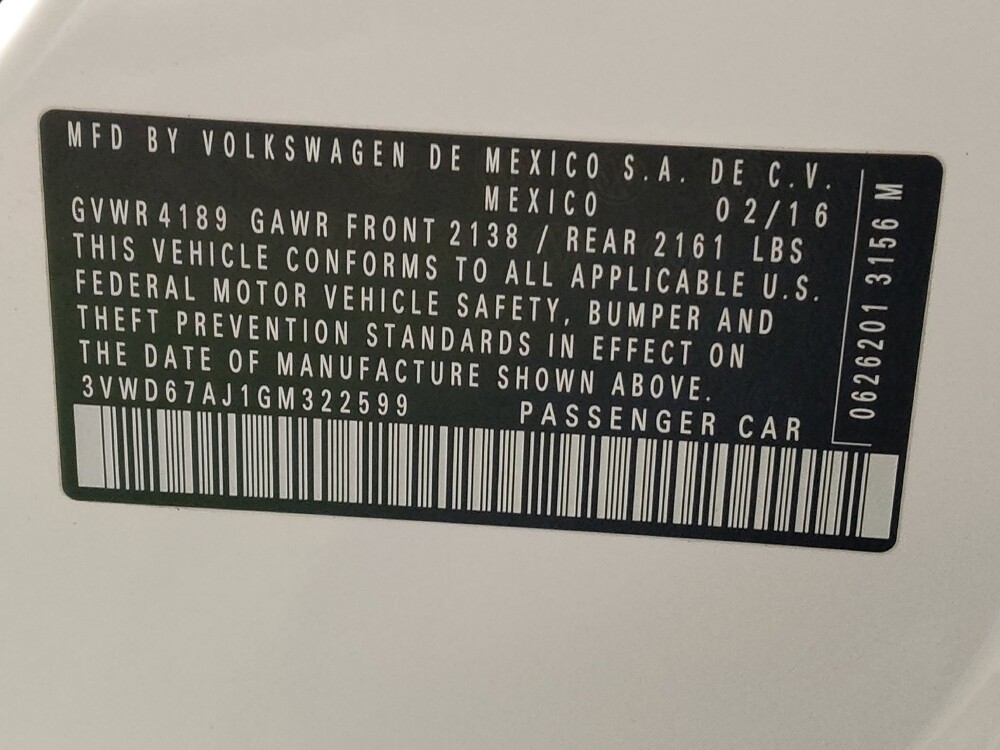 MFD BY VOLKSWAGEN DE MEXICO S.A. DE C.V.
MEXICO 02/16
GVWR 4189 GAWR FRONT 2138 / REAR 2161 LBS
THIS VEHICLE CONFORMS TO ALL APPLICABLE U.S.
FEDERAL MOTOR VEHICLE SAFETY, BUMPER AND
THEFT PREVENTION STANDARDS IN EFFECT ON
THE DATE OF MANUFACTURE SHOWN ABOVE.
3VWD67AJ1GM322599 PASSENGER CAR
0626201 3156 M